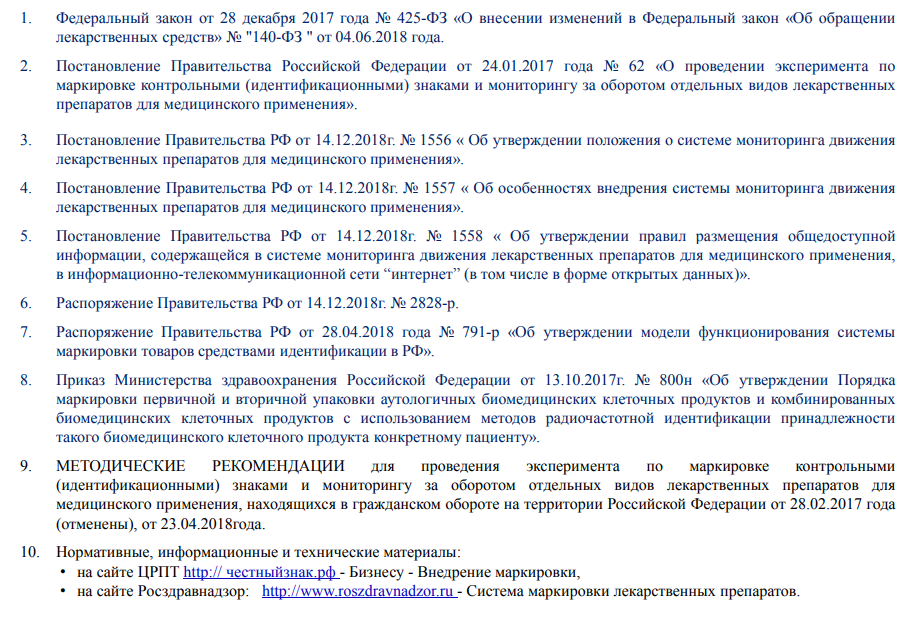 1. Федеральный закон от 28 декабря 2017 года № 425-ФЗ «О внесении изменений в Федеральный закон «Об обращении
лекарственных средств» № "140-ФЗ " от 04.06.2018 года.
2. Постановление Правительства Российской Федерации от 24.01.2017 года № 62 «О проведении эксперимента по
маркировке контрольными (идентификационными) знаками и мониторингу за оборотом отдельных видов лекарственных
препаратов для медицинского применения».
3. Постановление Правительства РФ от 14.12.2018г. № 1556 « Об утверждении положения о системе мониторинга движения
лекарственных препаратов для медицинского применения».
4. Постановление Правительства РФ от 14.12.2018г. № 1557 « Об особенностях внедрения системы мониторинга движения
лекарственных препаратов для медицинского применения».
5. Постановление Правительства РФ от 14.12.2018г. № 1558 « Об утверждении правил размещения общедоступной
информации, содержащейся в системе мониторинга движения лекарственных препаратов для медицинского применения,
в информационно-телекоммуникационной сети “интернет” (в том числе в форме открытых данных)».
6. Распоряжение Правительства РФ от 14.12.2018г. № 2828-р.
7. Распоряжение Правительства РФ от 28.04.2018 года № 791-р «Об утверждении модели функционирования системы
маркировки товаров средствами идентификации в РФ».
8. Приказ Министерства здравоохранения Российской Федерации от 13.10.2017г. № 800н «Об утверждении Порядка
маркировки первичной и вторичной упаковки аутологичных биомедицинских клеточных продуктов и комбинированных
биомедицинских клеточных продуктов с использованием методов радиочастотной идентификации принадлежности
такого биомедицинского клеточного продукта конкретному пациенту».
9. МЕТОДИЧЕСКИЕ РЕКОМЕНДАЦИИ для проведения эксперимента по маркировке контрольными
(идентификационными) знаками и мониторингу за оборотом отдельных видов лекарственных препаратов для
медицинского применения, находящихся в гражданском обороте на территории Российской Федерации от 28.02.2017 года
(отменены), от 23.04.2018года.
10. Нормативные, информационные и технические материалы:
• на сайте ЦРПТ http:// честныйзнак.рф - Бизнесу - Внедрение маркировки,
• на сайте Росздравнадзор: http://www.roszdravnadzor.ru - Система маркировки лекарственных препаратов.